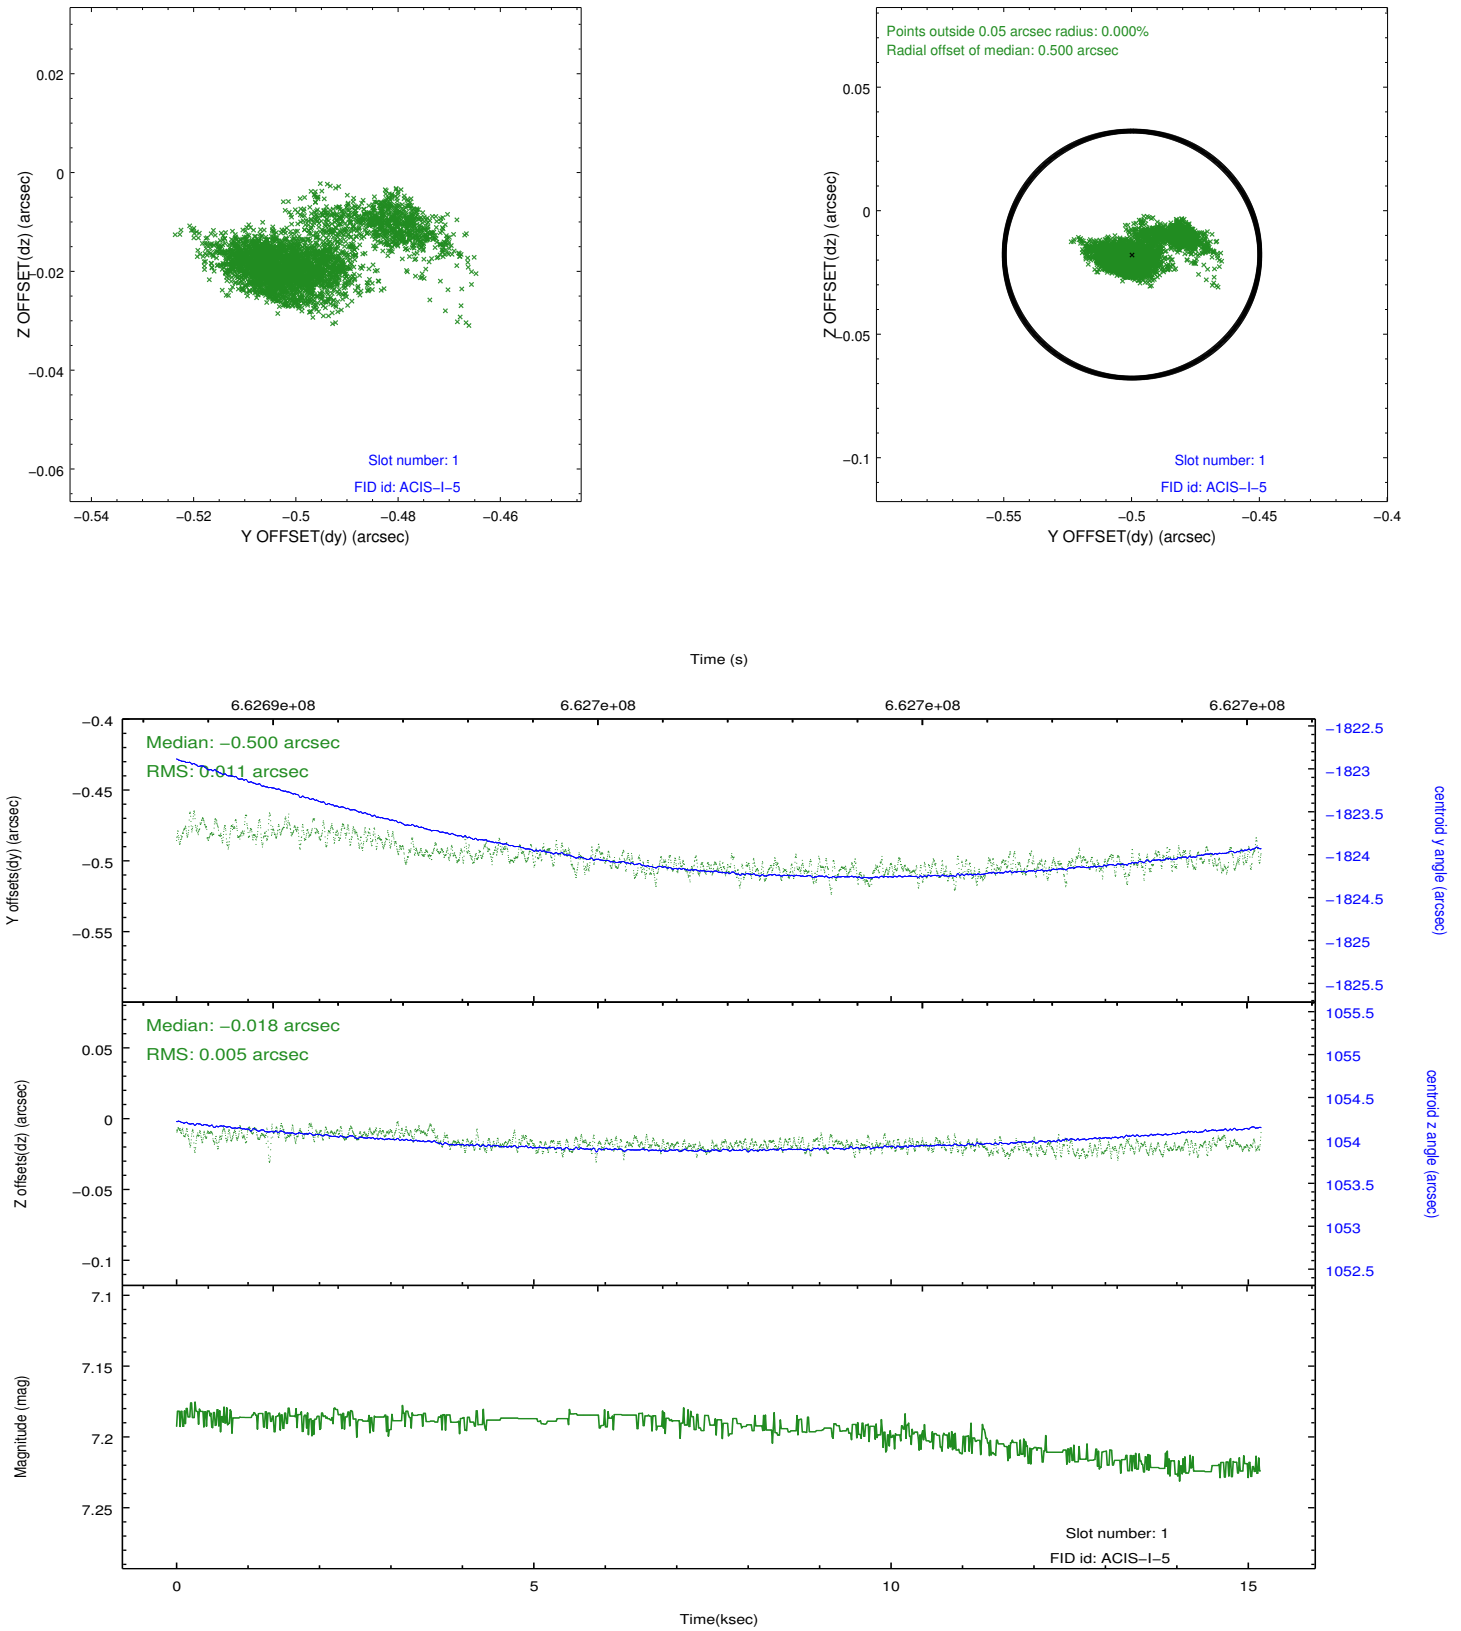 0.02
0
−0.02
−0.04
−0.06
Z OFFSET(dz) (arcsec)
Slot number: 1
FID id: ACIS−I−5
−0.54 −0.52 −0.5 −0.48 −0.46
Y OFFSET(dy) (arcsec)
Points outside 0.05 arcsec radius: 0.000%
Radial offset of median: 0.500 arcsec
0.05
0
−0.05
−0.1
Z OFFSET(dz) (arcsec)
Slot number: 1
FID id: ACIS−I−5
−0.55 −0.5 −0.45 −0.4
Y OFFSET(dy) (arcsec)
Time (s)
6.6269e+08 6.627e+08 6.627e+08 6.627e+08
−0.4
−0.45
−0.5
−0.55
Y offsets(dy) (arcsec)
Median: −0.500 arcsec
RMS: 0.011 arcsec
−1822.5
−1823
−1823.5
−1824
−1824.5
−1825
−1825.5
centroid y angle (arcsec)
0.05
0
−0.05
−0.1
Z offsets(dz) (arcsec)
Median: −0.018 arcsec
RMS: 0.005 arcsec
1055.5
1055
1054.5
1054
1053.5
1053
1052.5
centroid z angle (arcsec)
7.1
7.15
7.2
7.25
Magnitude (mag)
Slot number: 1
FID id: ACIS−I−5
0 5 10 15
Time(ksec)